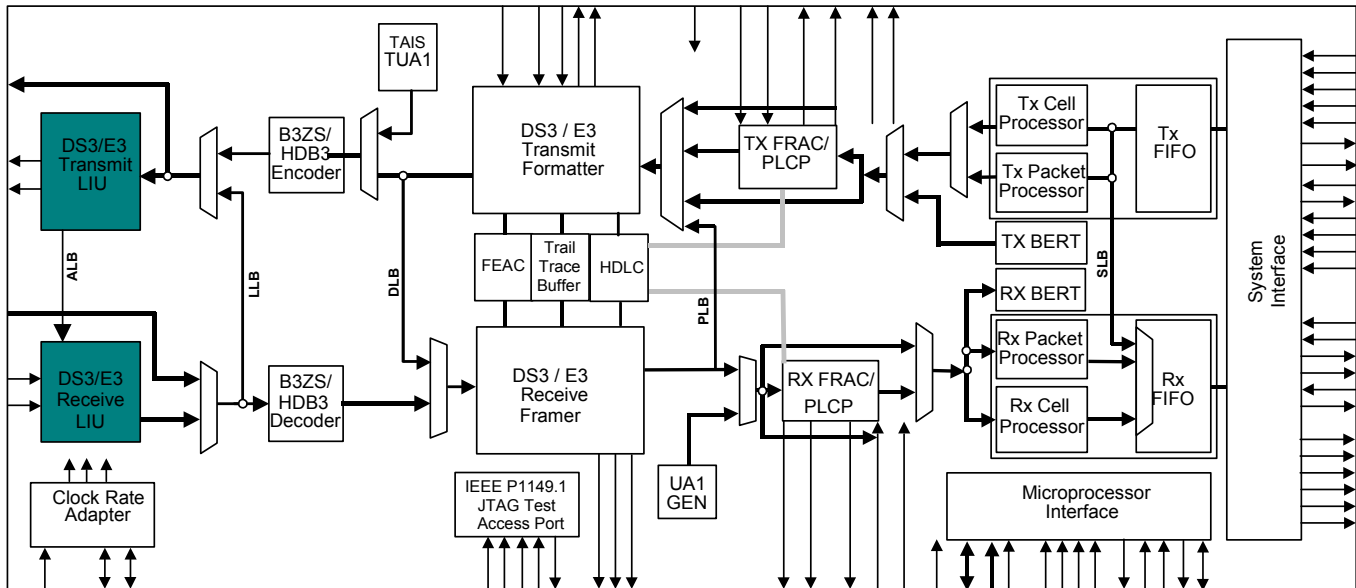 TAIS
TUA1
DS3/E3
Transmit
LIU
B3ZS/
HDB3
Encoder
DS3 / E3
Transmit
Formatter
TX FRAC/
PLCP
Tx Cell
Processor
Tx Packet
Processor
Tx
FIFO
TX BERT
RX BERT
System
Interface
ALB
LLB
DLB
FEAC
Trail
Trace
Buffer
HDLC
PLB
SLB
DS3/E3
Receive
LIU
B3ZS/
HDB3
Decoder
DS3 / E3
Receive
Framer
RX FRAC/
PLCP
Rx Packet
Processor
Rx Cell
Processor
Rx
FIFO
Clock Rate
Adapter
IEEE P1149.1
JTAG Test
Access Port
UA1
GEN
Microprocessor
Interface